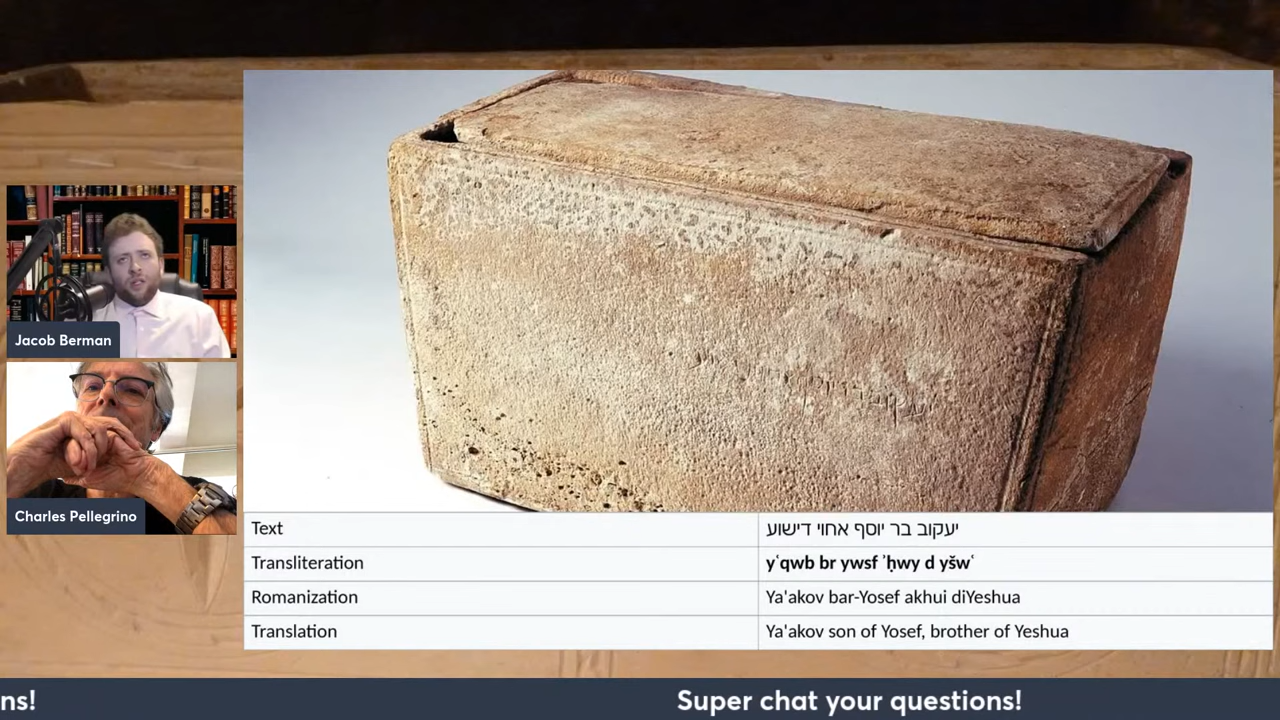 Jacob Berman
Charles Pellegrino
Text יעקוב בר יוסף אחוי דישוע
Transliteration yʿqwb br ywsf ʾḥwy d yšwʿ
Romanization Ya'akov bar-Yosef akhui diYeshua
Translation Ya'akov son of Yosef, brother of Yeshua
ns! Super chat your questions!